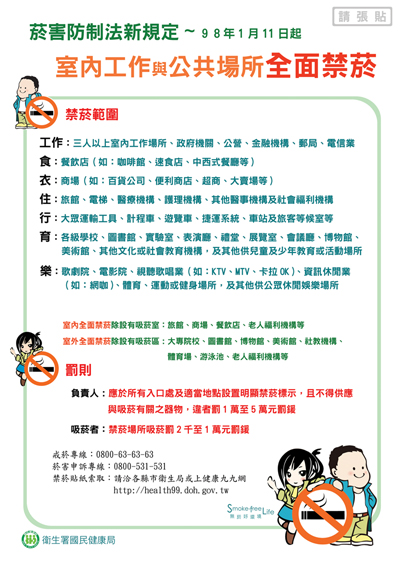 請張貼
菸害防制法新規定～98年1月11日起
室內工作與公共場所全面禁菸
禁菸範圍
工作：三人以上室內工作場所、政府機關、公營、金融機構、郵局、電信業
食：餐飲店（如：咖啡館、速食店、中西式餐廳等）
衣：商場（如：百貨公司、便利商店、超商、大賣場等）
住：旅館、電梯、醫療機構、護理機構、其他醫事機構及社會福利機構
行：大眾運輸工具、計程車、遊覽車、捷運系統、車站及旅客等候室等
育：各級學校、圖書館、實驗室、表演廳、禮堂、展覽室、會議廳、博物館、
美術館、其他文化或社會教育機構，及其他供兒童及少年教育或活動場所
樂：歌劇院、電影院、視聽歌唱業（如：KTV、MTV、卡拉OK）、資訊休閒業
（如：網咖）、體育、運動或健身場所，及其他供公眾休閒娛樂場所
室內全面禁菸除設有吸菸室：旅館、商場、餐飲店、老人福利機構等
室外全面禁菸除設有吸菸區：大專院校、圖書館、博物館、美術館、社教機構、
體育場、游泳池、老人福利機構等
罰則
負責人：應於所有入口處及適當地點設置明顯禁菸標示，且不得供應
與吸菸有關之器物，違者罰1萬至5萬元罰鍰
吸菸者：禁菸場所吸菸罰2千至1萬元罰鍰
戒菸專線：0800-63-63-63
菸害申訴專線：0800-531-531
禁菸貼紙索取：請洽各縣市衛生局或上健康九九網
http://health99.doh.gov.tw
Smoke free Life
衛生署國民健康局